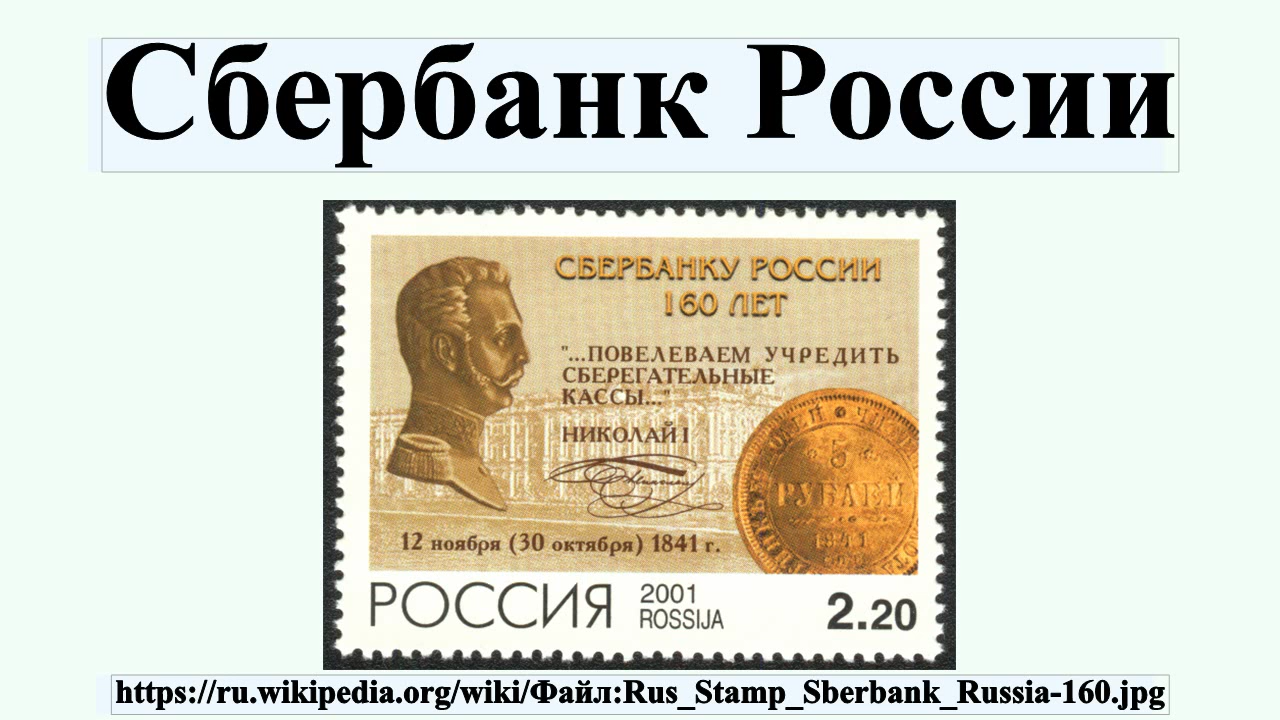 Сбербанк России
СБЕРБАНКУ РОССИИ
160 ЛЕТ
"...ПОВЕЛЕВАЕМ УЧРЕДИТЬ
СБЕРЕГАТЕЛЬНЫЕ
КАССЫ..."
НИКОЛАЙ I
5
РУБЛЕЙ
1841
12 ноября (30 октября) 1841 г.
РОССИЯ
2001
ROSSIJA
2.20
https://ru.wikipedia.org/wiki/Файл:Rus_Stamp_Sberbank_Russia-160.jpg